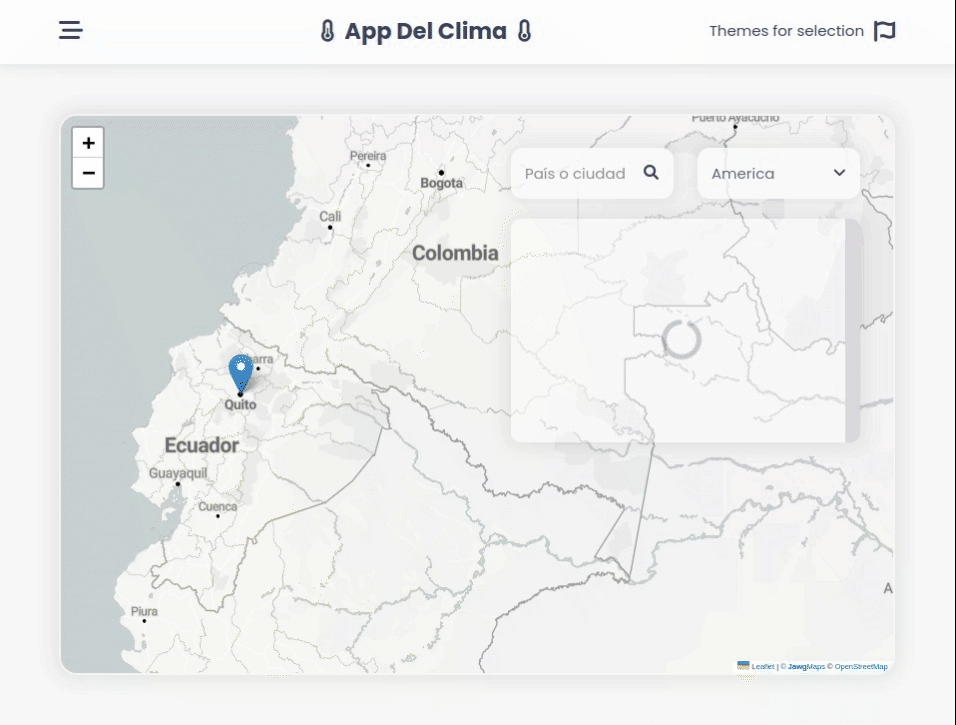 App Del Clima
Themes for selection
+
−
Puerto Ayacucho
Pereira
Bogota
País o ciudad
America
Cali
Colombia
Quito
Ecuador
Guayaquil
Cuenca
Piura
Leaflet | © JawgMaps © OpenStreetMap